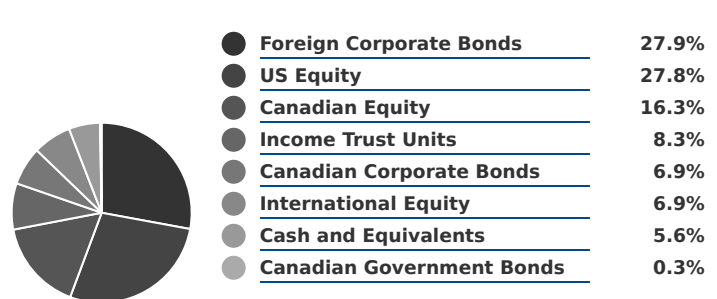 Foreign Corporate Bonds 27.9%
US Equity 27.8%
Canadian Equity 16.3%
Income Trust Units 8.3%
Canadian Corporate Bonds 6.9%
International Equity 6.9%
Cash and Equivalents 5.6%
Canadian Government Bonds 0.3%